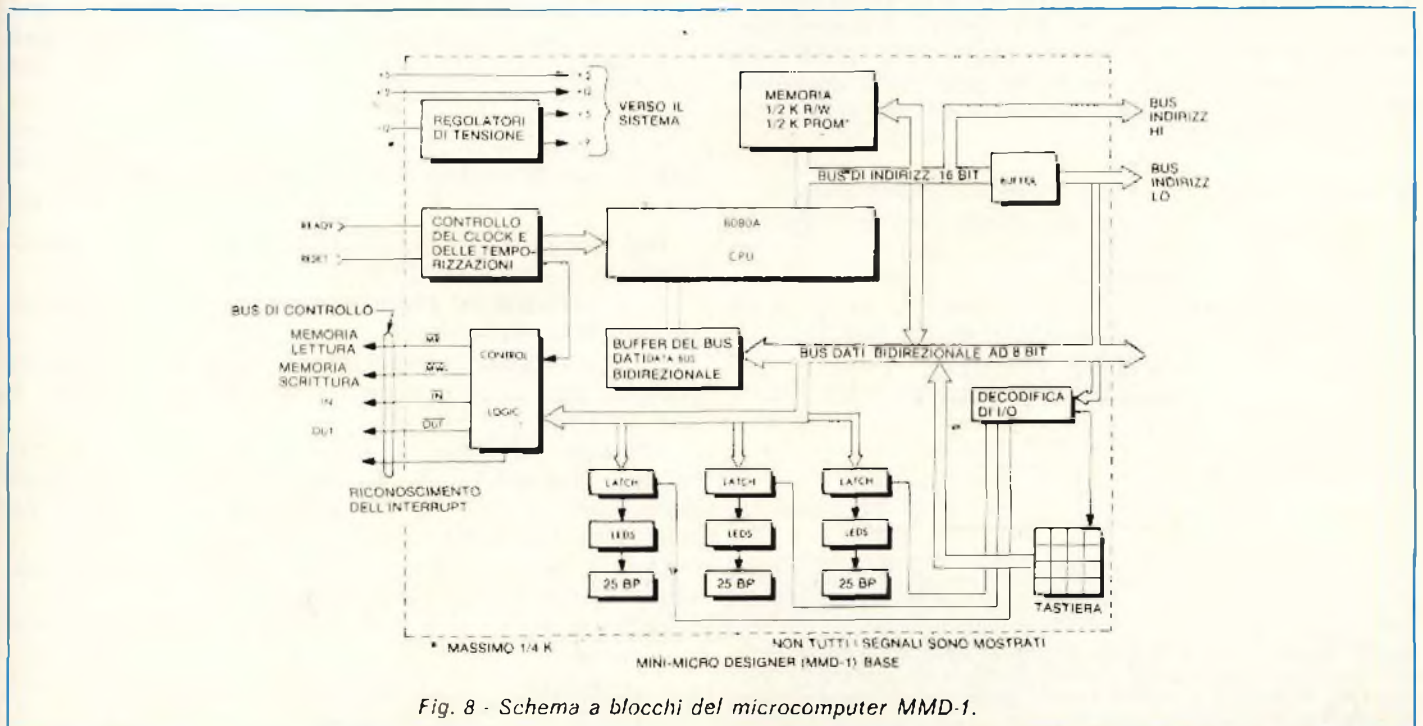 +5
+12
REGOLATORI
DI TENSIONE
VERSO IL
SISTEMA
MEMORIA
1/2 K R/W
1/2 K PROM*
BUS
INDIRIZZ
HI
BUS DI INDIRIZZ. 16 BIT
BUFFER
BUS
INDIRIZZ
LO
READY
RESET
CONTROLLO
DEL CLOCK E
DELLE TEMPO-
RIZZAZIONI
8080A
CPU
BUS DI CONTROLLO
MEMORIA
LETTURA
MR
MEMORIA
SCRITTURA
MW
IN
IN
OUT
OUT
CONTROL
LOGIC
RICONOSCIMENTO
DELL'INTERRUPT
BUFFER DEL BUS
DATI DATA BUS
BIDIREZIONALE
BUS DATI BIDIREZIONALE AD 8 BIT
DECODIFICA
DI I/O
LATCH
LATCH
LATCH
LEDS
LEDS
LEDS
25 BP
25 BP
25 BP
TASTIERA
* MASSIMO 1/4 K
NON TUTTI I SEGNALI SONO MOSTRATI
MINI-MICRO DESIGNER (MMD-1) BASE
Fig. 8 - Schema a blocchi del microcomputer MMD-1.